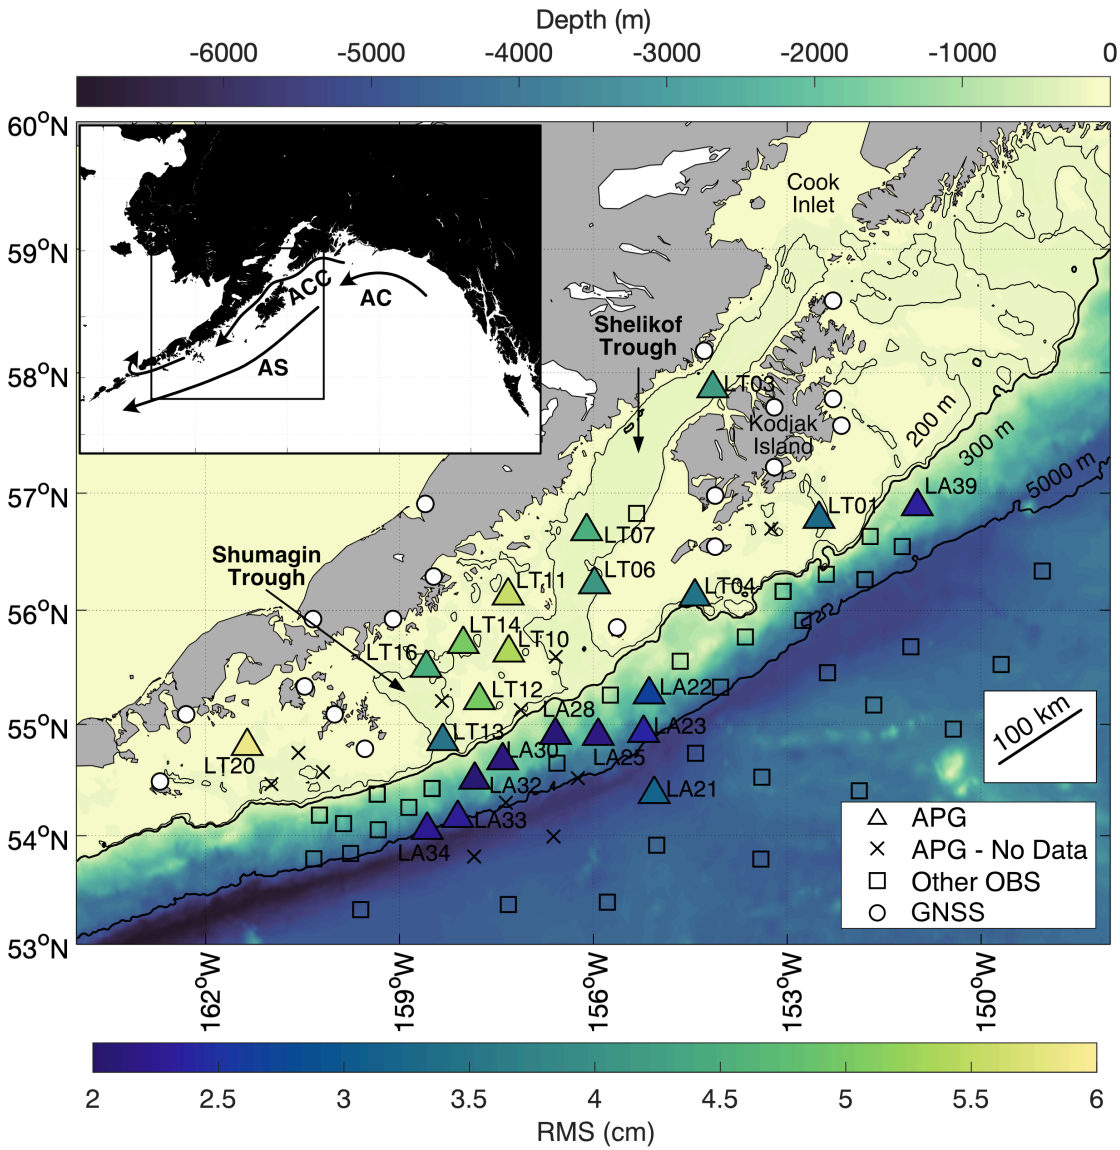 Depth (m)
-6000 -5000 -4000 -3000 -2000 -1000 0
60°N
59°N
58°N
57°N
56°N
55°N
54°N
53°N
ACC
AC
AS
Cook
Inlet
Shelikof
Trough
LT03
Kodiak
Island
200 m
300 m
5000 m
LA39
LT01
LT07
Shumagin
Trough
LT11
LT06
LT04
LT14
LT10
LT16
LT12
LA22
LA28
LT13
LA23
LA30
LA25
LT20
LA32
LA21
LA33
LA34
100 km
APG
APG - No Data
Other OBS
GNSS
162°W 159°W 156°W 153°W 150°W
2 2.5 3 3.5 4 4.5 5 5.5 6
RMS (cm)